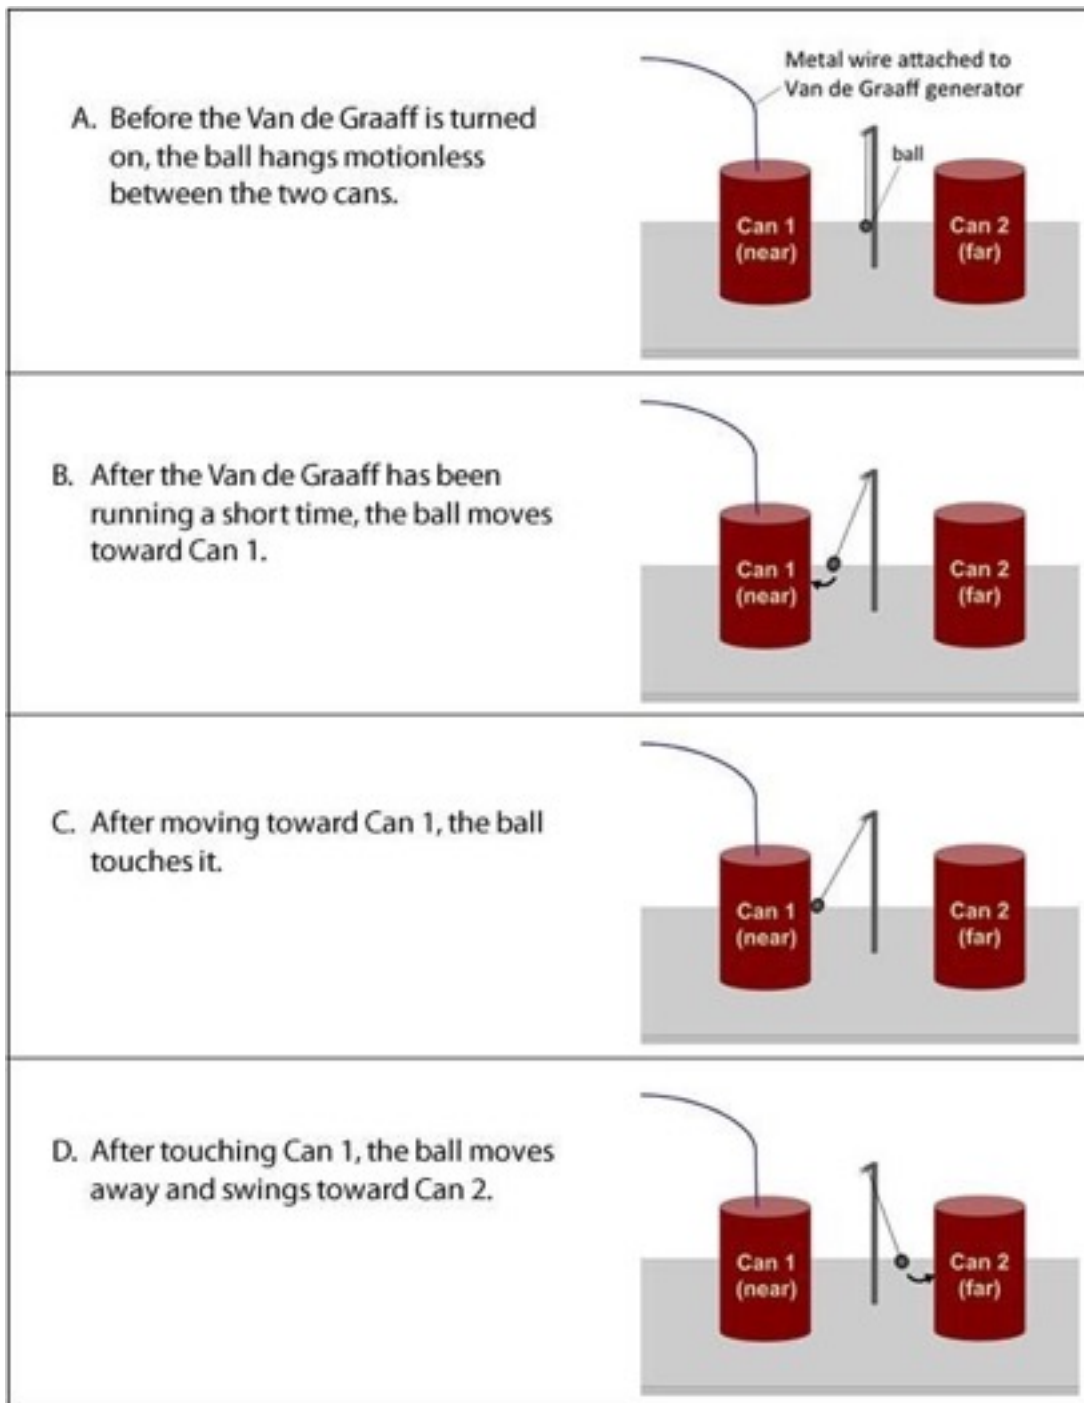 Metal wire attached to
Van de Graaff generator
A. Before the Van de Graaff is turned
on, the ball hangs motionless
between the two cans.
ball
Can 1
(near)
Can 2
(far)
B. After the Van de Graaff has been
running a short time, the ball moves
toward Can 1.
Can 1
(near)
Can 2
(far)
C. After moving toward Can 1, the ball
touches it.
Can 1
(near)
Can 2
(far)
D. After touching Can 1, the ball moves
away and swings toward Can 2.
Can 1
(near)
Can 2
(far)